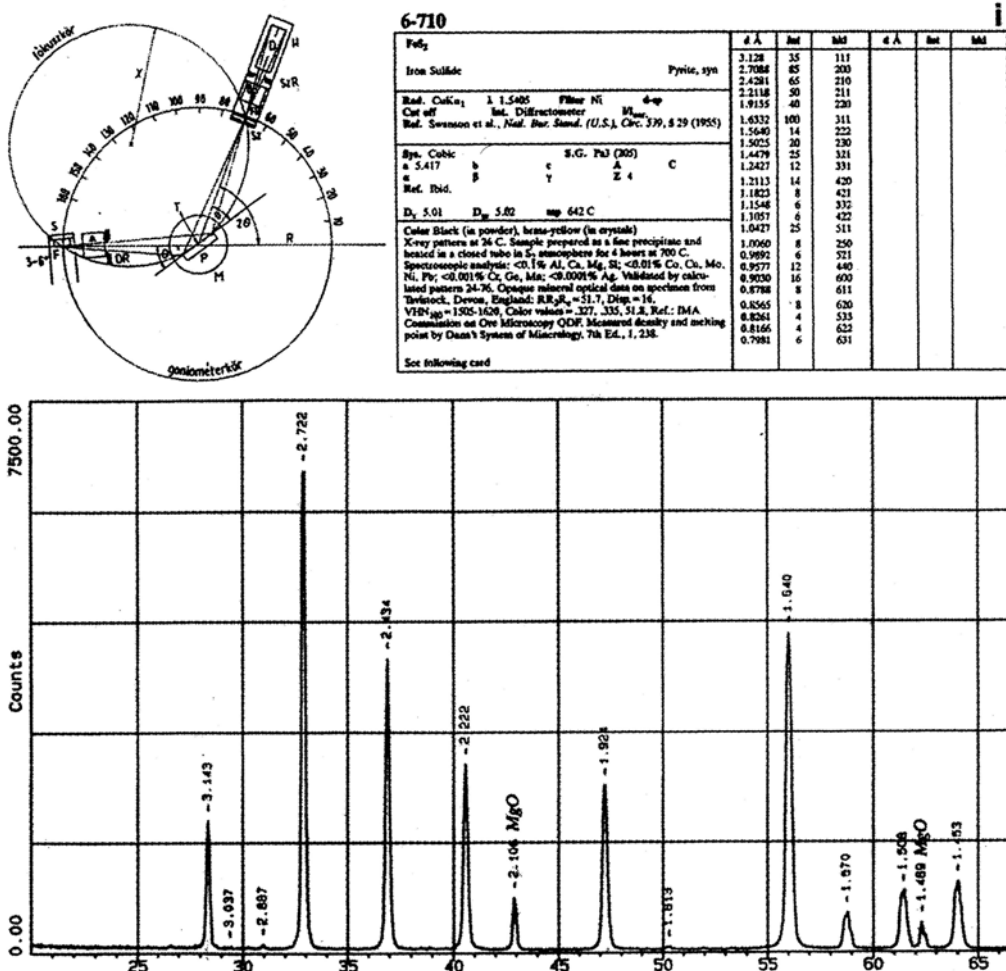 fókuszkör
goniométerkör
160 150 140 130 120 110 100 90 80 60 50 40 30 20 10
X
D
H
SzR
Sz
T
2θ
S
A
F
DR
θ
P
R
M
3-6°
6-710
FeS₂
Iron Sulfide Pyrite, syn
Rad. CuKα₁ λ 1.5405 Filter Ni d-sp
Cut off Int. Diffractometer I/I
Ref. Swanson et al., Natl. Bur. Stand. (U.S.), Circ. 539, 5 29 (1955)
Sys. Cubic S.G. Pa3 (205)
a 5.417 b c A C
α β γ Z 4
Ref. Ibid.
Dₓ 5.01 Dₘ 5.02 mp 642 C
Color Black (in powder), brass-yellow (in crystals)
X-ray pattern at 26 C. Sample prepared as a fine precipitate and
heated in a closed tube in S₂ atmosphere for 4 hours at 700 C.
Spectroscopic analysis: <0.1% Al, Ca, Mg, Si; <0.01% Co, Cu, Mo,
Ni, Pb; <0.001% Cr, Ge, Mn; <0.0001% Ag. Validated by calcu-
lated pattern 24-76. Opaque mineral optical data on specimen from
Tavistock, Devon, England: RR₂Rₑ=51.7, Disp.=16,
VHN =1505-1620, Color values=.327, .335, 51.8, Ref.: IMA
Commission on Ore Microscopy QDF. Measured density and melting
point by Dana's System of Mineralogy, 7th Ed., 1, 238.
See following card
d Å Int hkl d Å Int hkl
3.128 35 111
2.7088 85 200
2.4281 65 210
2.2118 50 211
1.9155 40 220
1.6332 100 311
1.5640 14 222
1.5025 20 230
1.4479 25 321
1.2427 12 331
1.2113 14 420
1.1823 8 421
1.1548 6 332
1.1057 6 422
1.0427 25 511
1.0060 8 250
0.9892 6 521
0.9577 12 440
0.9030 16 600
0.8788 8 611
0.8565 8 620
0.8261 4 533
0.8166 4 622
0.7981 6 631
7500.00
Counts
0.00
-3.143
-3.037
-2.887
-2.722
-2.434
-2.222
-2.106 MgO
-1.924
-1.813
-1.640
-1.570
-1.508
-1.489 MgO
-1.453
25 30 35 40 45 50 55 60 65